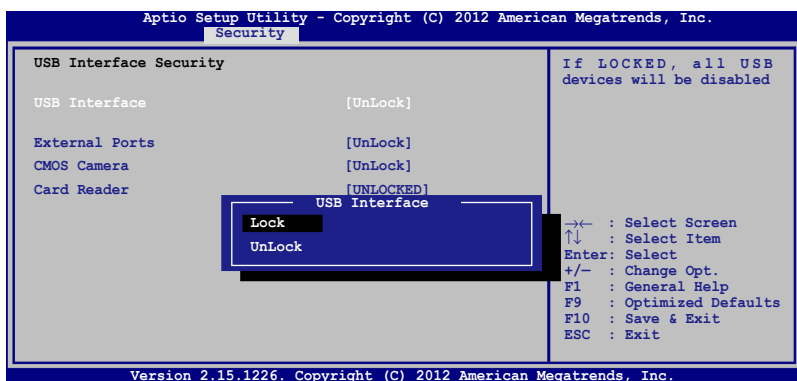 Aptio Setup Utility - Copyright (C) 2012 American Megatrends, Inc.
Security
USB Interface Security
USB Interface [UnLock]
External Ports [UnLock]
CMOS Camera [UnLock]
Card Reader [UNLOCKED]
USB Interface
Lock
UnLock
If LOCKED, all USB
devices will be disabled
→← : Select Screen
↑↓ : Select Item
Enter: Select
+/— : Change Opt.
F1 : General Help
F9 : Optimized Defaults
F10 : Save & Exit
ESC : Exit
Version 2.15.1226. Copyright (C) 2012 American Megatrends, Inc.